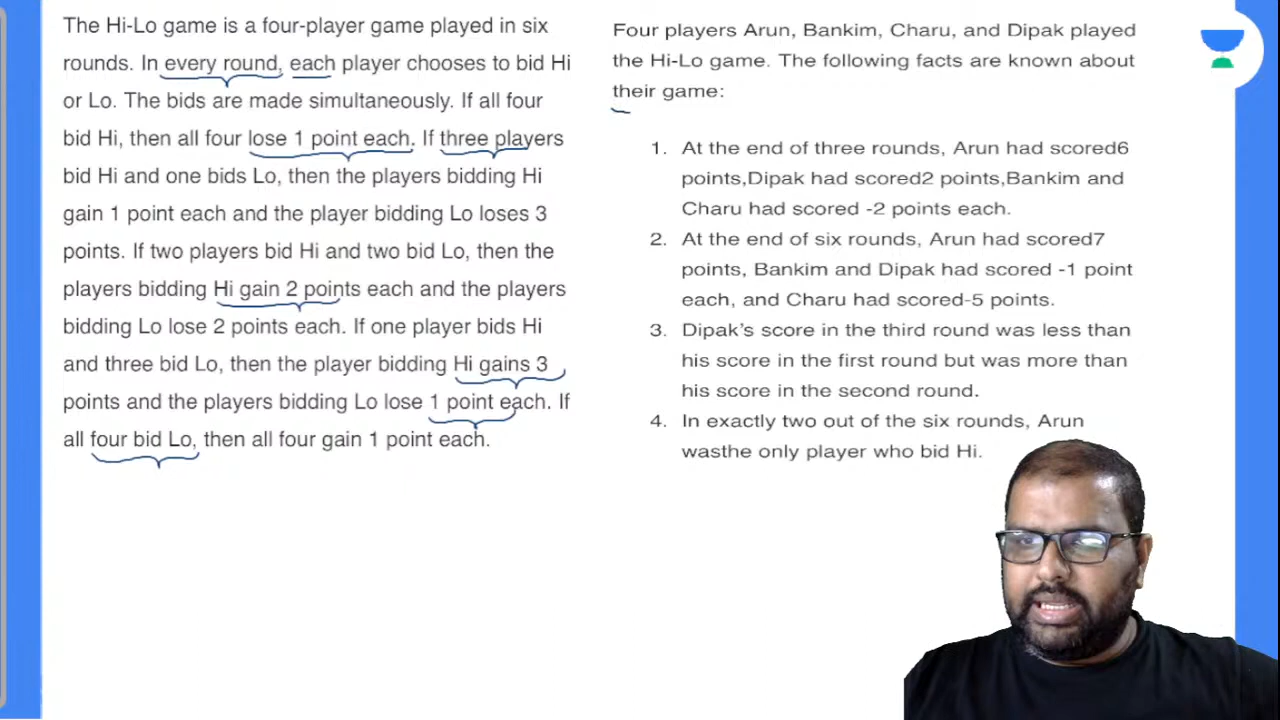 The Hi-Lo game is a four-player game played in six
rounds. In every round, each player chooses to bid Hi
or Lo. The bids are made simultaneously. If all four
bid Hi, then all four lose 1 point each. If three players
bid Hi and one bids Lo, then the players bidding Hi
gain 1 point each and the player bidding Lo loses 3
points. If two players bid Hi and two bid Lo, then the
players bidding Hi gain 2 points each and the players
bidding Lo lose 2 points each. If one player bids Hi
and three bid Lo, then the player bidding Hi gains 3
points and the players bidding Lo lose 1 point each. If
all four bid Lo, then all four gain 1 point each.
Four players Arun, Bankim, Charu, and Dipak played
the Hi-Lo game. The following facts are known about
their game:
1. At the end of three rounds, Arun had scored6
points,Dipak had scored2 points,Bankim and
Charu had scored -2 points each.
2. At the end of six rounds, Arun had scored7
points, Bankim and Dipak had scored -1 point
each, and Charu had scored-5 points.
3. Dipak's score in the third round was less than
his score in the first round but was more than
his score in the second round.
4. In exactly two out of the six rounds, Arun
wasthe only player who bid Hi.